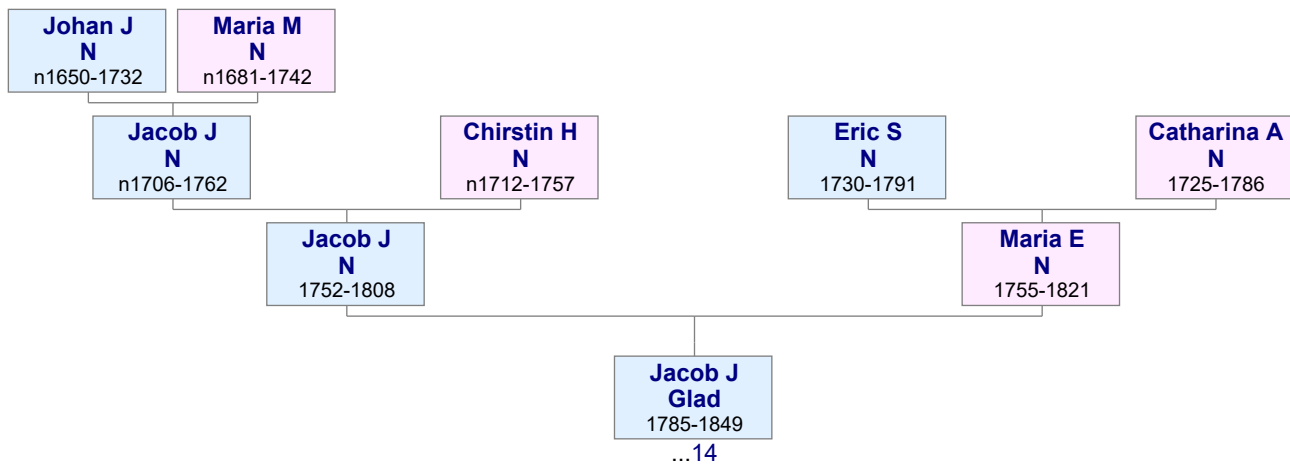 Johan J
N
n1650-1732
Maria M
N
n1681-1742
Jacob J
N
n1706-1762
Chirstin H
N
n1712-1757
Eric S
N
1730-1791
Catharina A
N
1725-1786
Jacob J
N
1752-1808
Maria E
N
1755-1821
Jacob J
Glad
1785-1849
...14